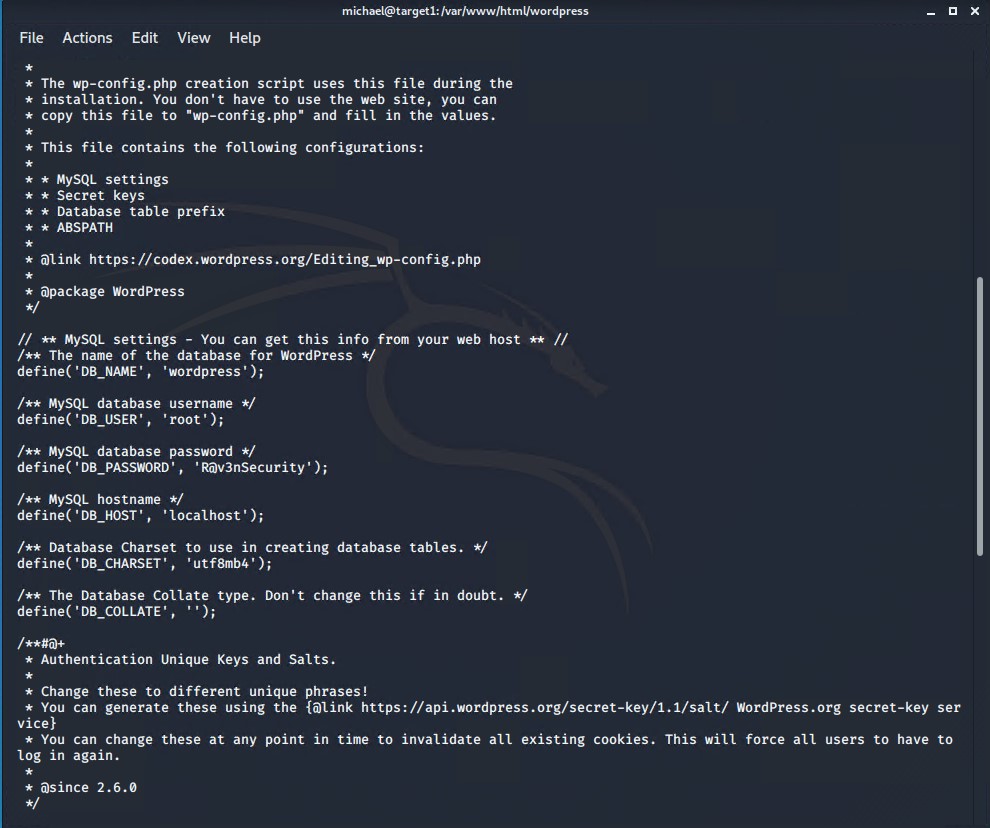 michael@target1:/var/www/html/wordpress
File Actions Edit View Help
*
* The wp-config.php creation script uses this file during the
* installation. You don't have to use the web site, you can
* copy this file to "wp-config.php" and fill in the values.
*
* This file contains the following configurations:
*
* * MySQL settings
* * Secret keys
* * Database table prefix
* * ABSPATH
*
* @link https://codex.wordpress.org/Editing_wp-config.php
*
* @package WordPress
*/
// ** MySQL settings - You can get this info from your web host ** //
/** The name of the database for WordPress */
define('DB_NAME', 'wordpress');
/** MySQL database username */
define('DB_USER', 'root');
/** MySQL database password */
define('DB_PASSWORD', 'R@v3nSecurity');
/** MySQL hostname */
define('DB_HOST', 'localhost');
/** Database Charset to use in creating database tables. */
define('DB_CHARSET', 'utf8mb4');
/** The Database Collate type. Don't change this if in doubt. */
define('DB_COLLATE', '');
/**#@+
* Authentication Unique Keys and Salts.
*
* Change these to different unique phrases!
* You can generate these using the {@link https://api.wordpress.org/secret-key/1.1/salt/ WordPress.org secret-key ser
vice}
* You can change these at any point in time to invalidate all existing cookies. This will force all users to have to
log in again.
*
* @since 2.6.0
*/